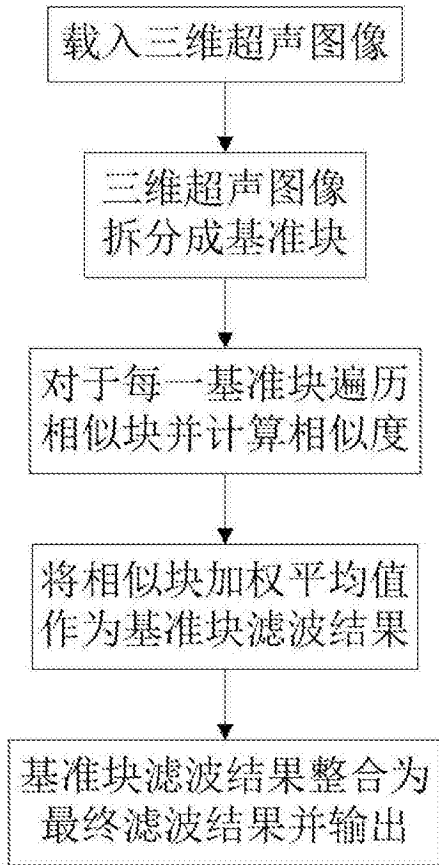 载入三维超声图像
三维超声图像
拆分成基准块
对于每一基准块遍历
相似块并计算相似度
将相似块加权平均值
作为基准块滤波结果
基准块滤波结果整合为
最终滤波结果并输出